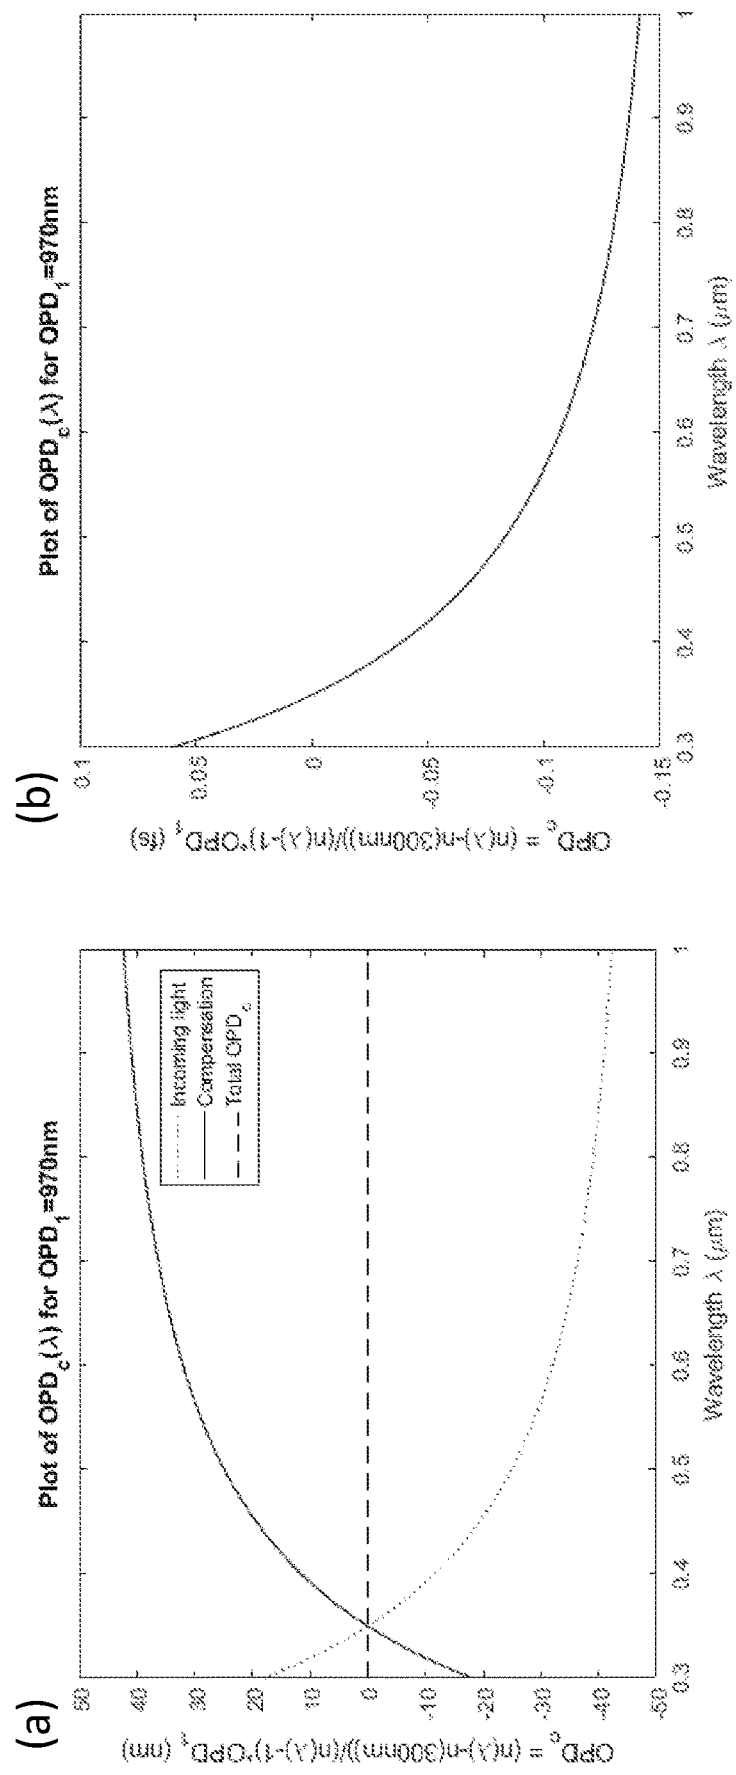 (a)
Plot of OPD_c(λ) for OPD_1=970nm
OPD_c = (n(λ)-n(300nm))/(n(λ)-1)*OPD_1 (nm)
50
40
30
20
10
0
-10
-20
-30
-40
-50
Incoming light
Compensation
Total OPD_c
0.3 0.4 0.5 0.6 0.7 0.8 0.9 1
Wavelength λ (μm)
(b)
Plot of OPD_c(λ) for OPD_1=970nm
OPD_c = (n(λ)-n(300nm))/(n(λ)-1)*OPD_1 (fs)
0.1
0.05
0
-0.05
-0.1
-0.15
0.3 0.4 0.5 0.6 0.7 0.8 0.9 1
Wavelength λ (μm)